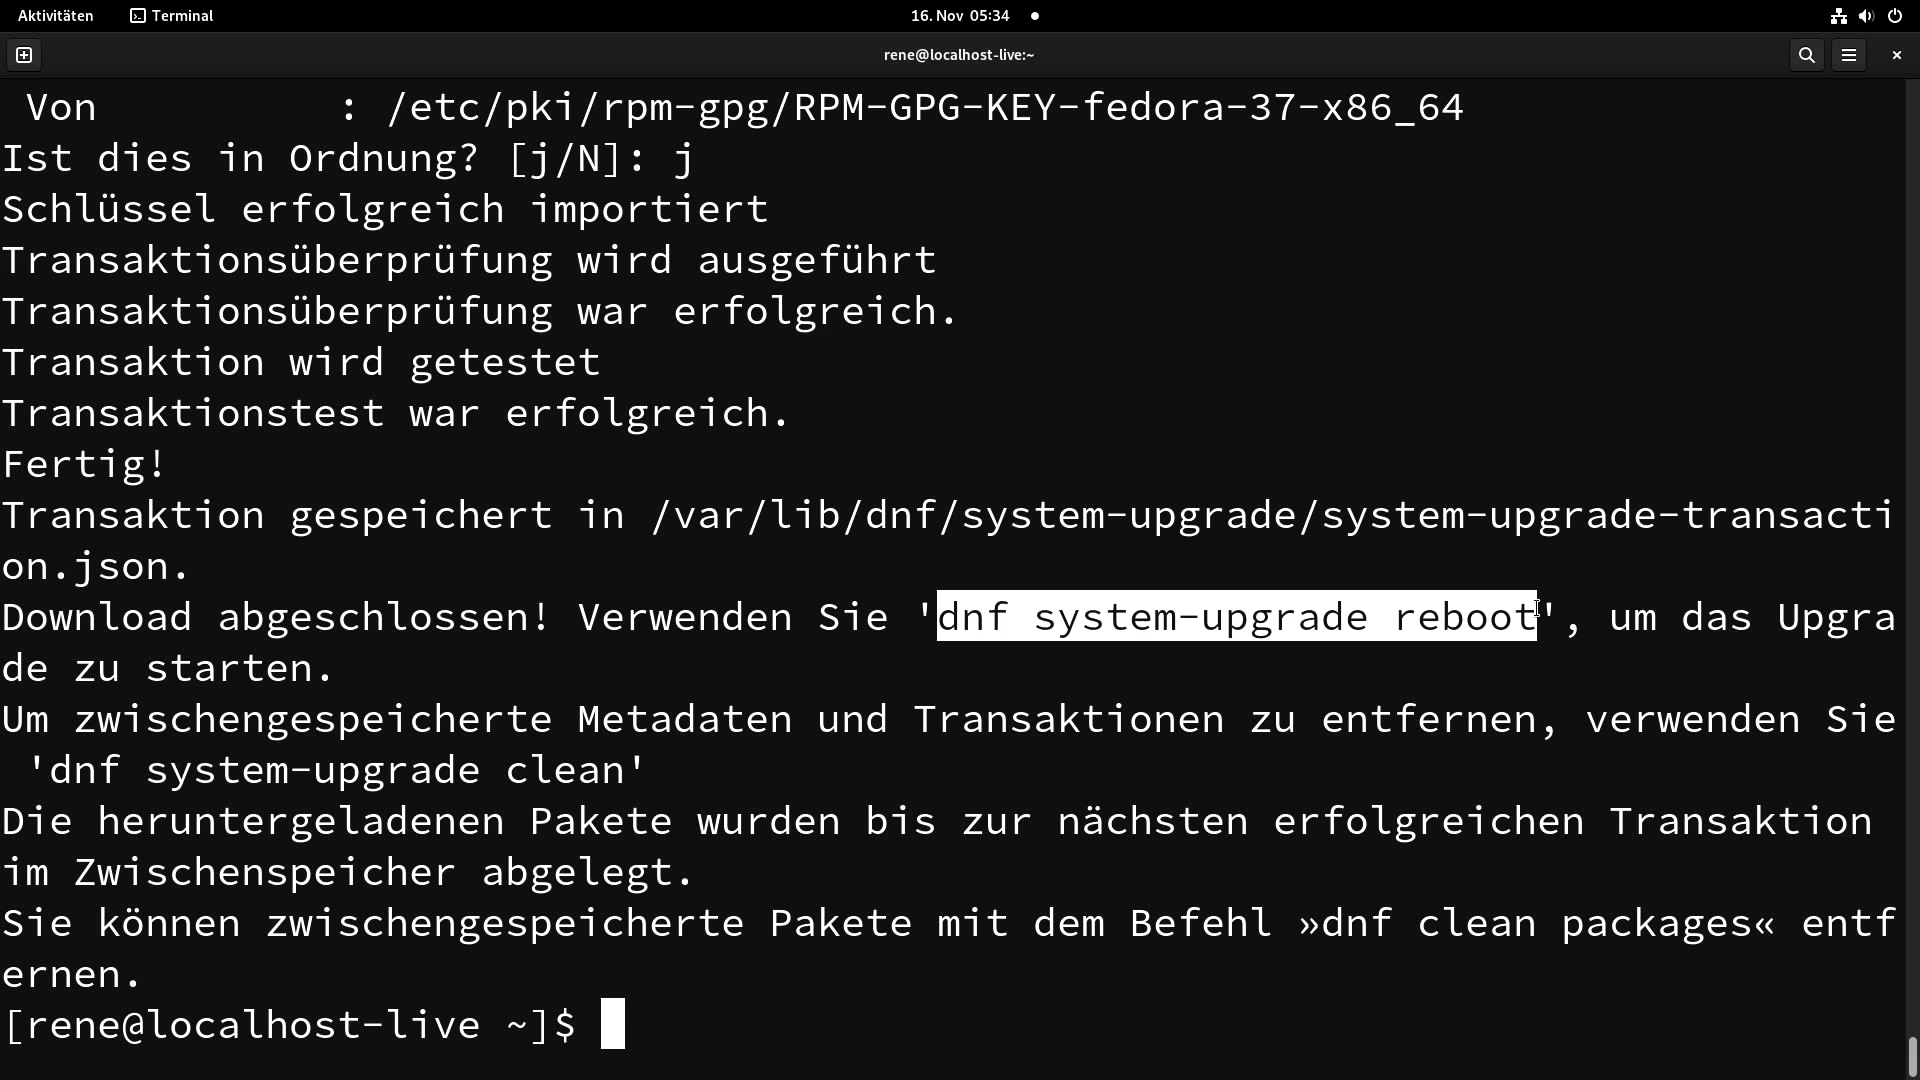 Aktivitäten Terminal 16. Nov 05:34
rene@localhost-live:~
Von : /etc/pki/rpm-gpg/RPM-GPG-KEY-fedora-37-x86_64
Ist dies in Ordnung? [j/N]: j
Schlüssel erfolgreich importiert
Transaktionsüberprüfung wird ausgeführt
Transaktionsüberprüfung war erfolgreich.
Transaktion wird getestet
Transaktionstest war erfolgreich.
Fertig!
Transaktion gespeichert in /var/lib/dnf/system-upgrade/system-upgrade-transacti
on.json.
Download abgeschlossen! Verwenden Sie 'dnf system-upgrade reboot', um das Upgra
de zu starten.
Um zwischengespeicherte Metadaten und Transaktionen zu entfernen, verwenden Sie
'dnf system-upgrade clean'
Die heruntergeladenen Pakete wurden bis zur nächsten erfolgreichen Transaktion
im Zwischenspeicher abgelegt.
Sie können zwischengespeicherte Pakete mit dem Befehl »dnf clean packages« entf
ernen.
[rene@localhost-live ~]$